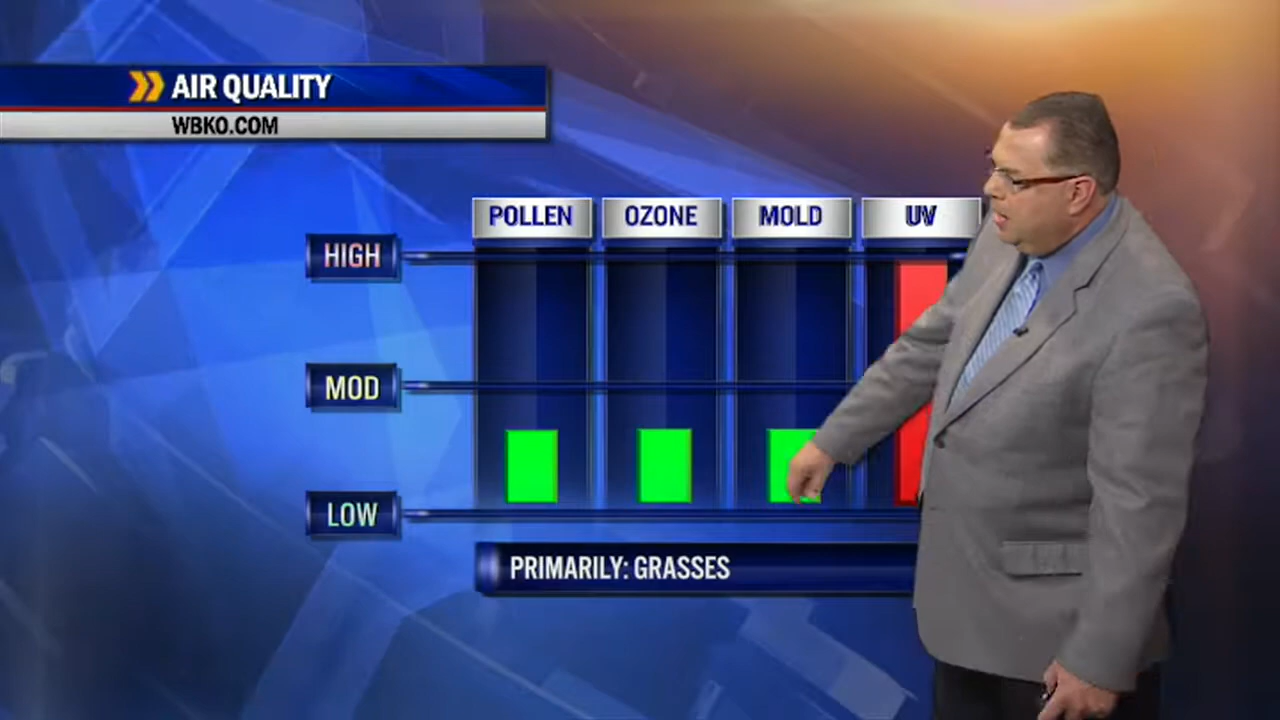 AIR QUALITY
WBKO.COM
POLLEN OZONE MOLD UV
HIGH
MOD
LOW
PRIMARILY: GRASSES